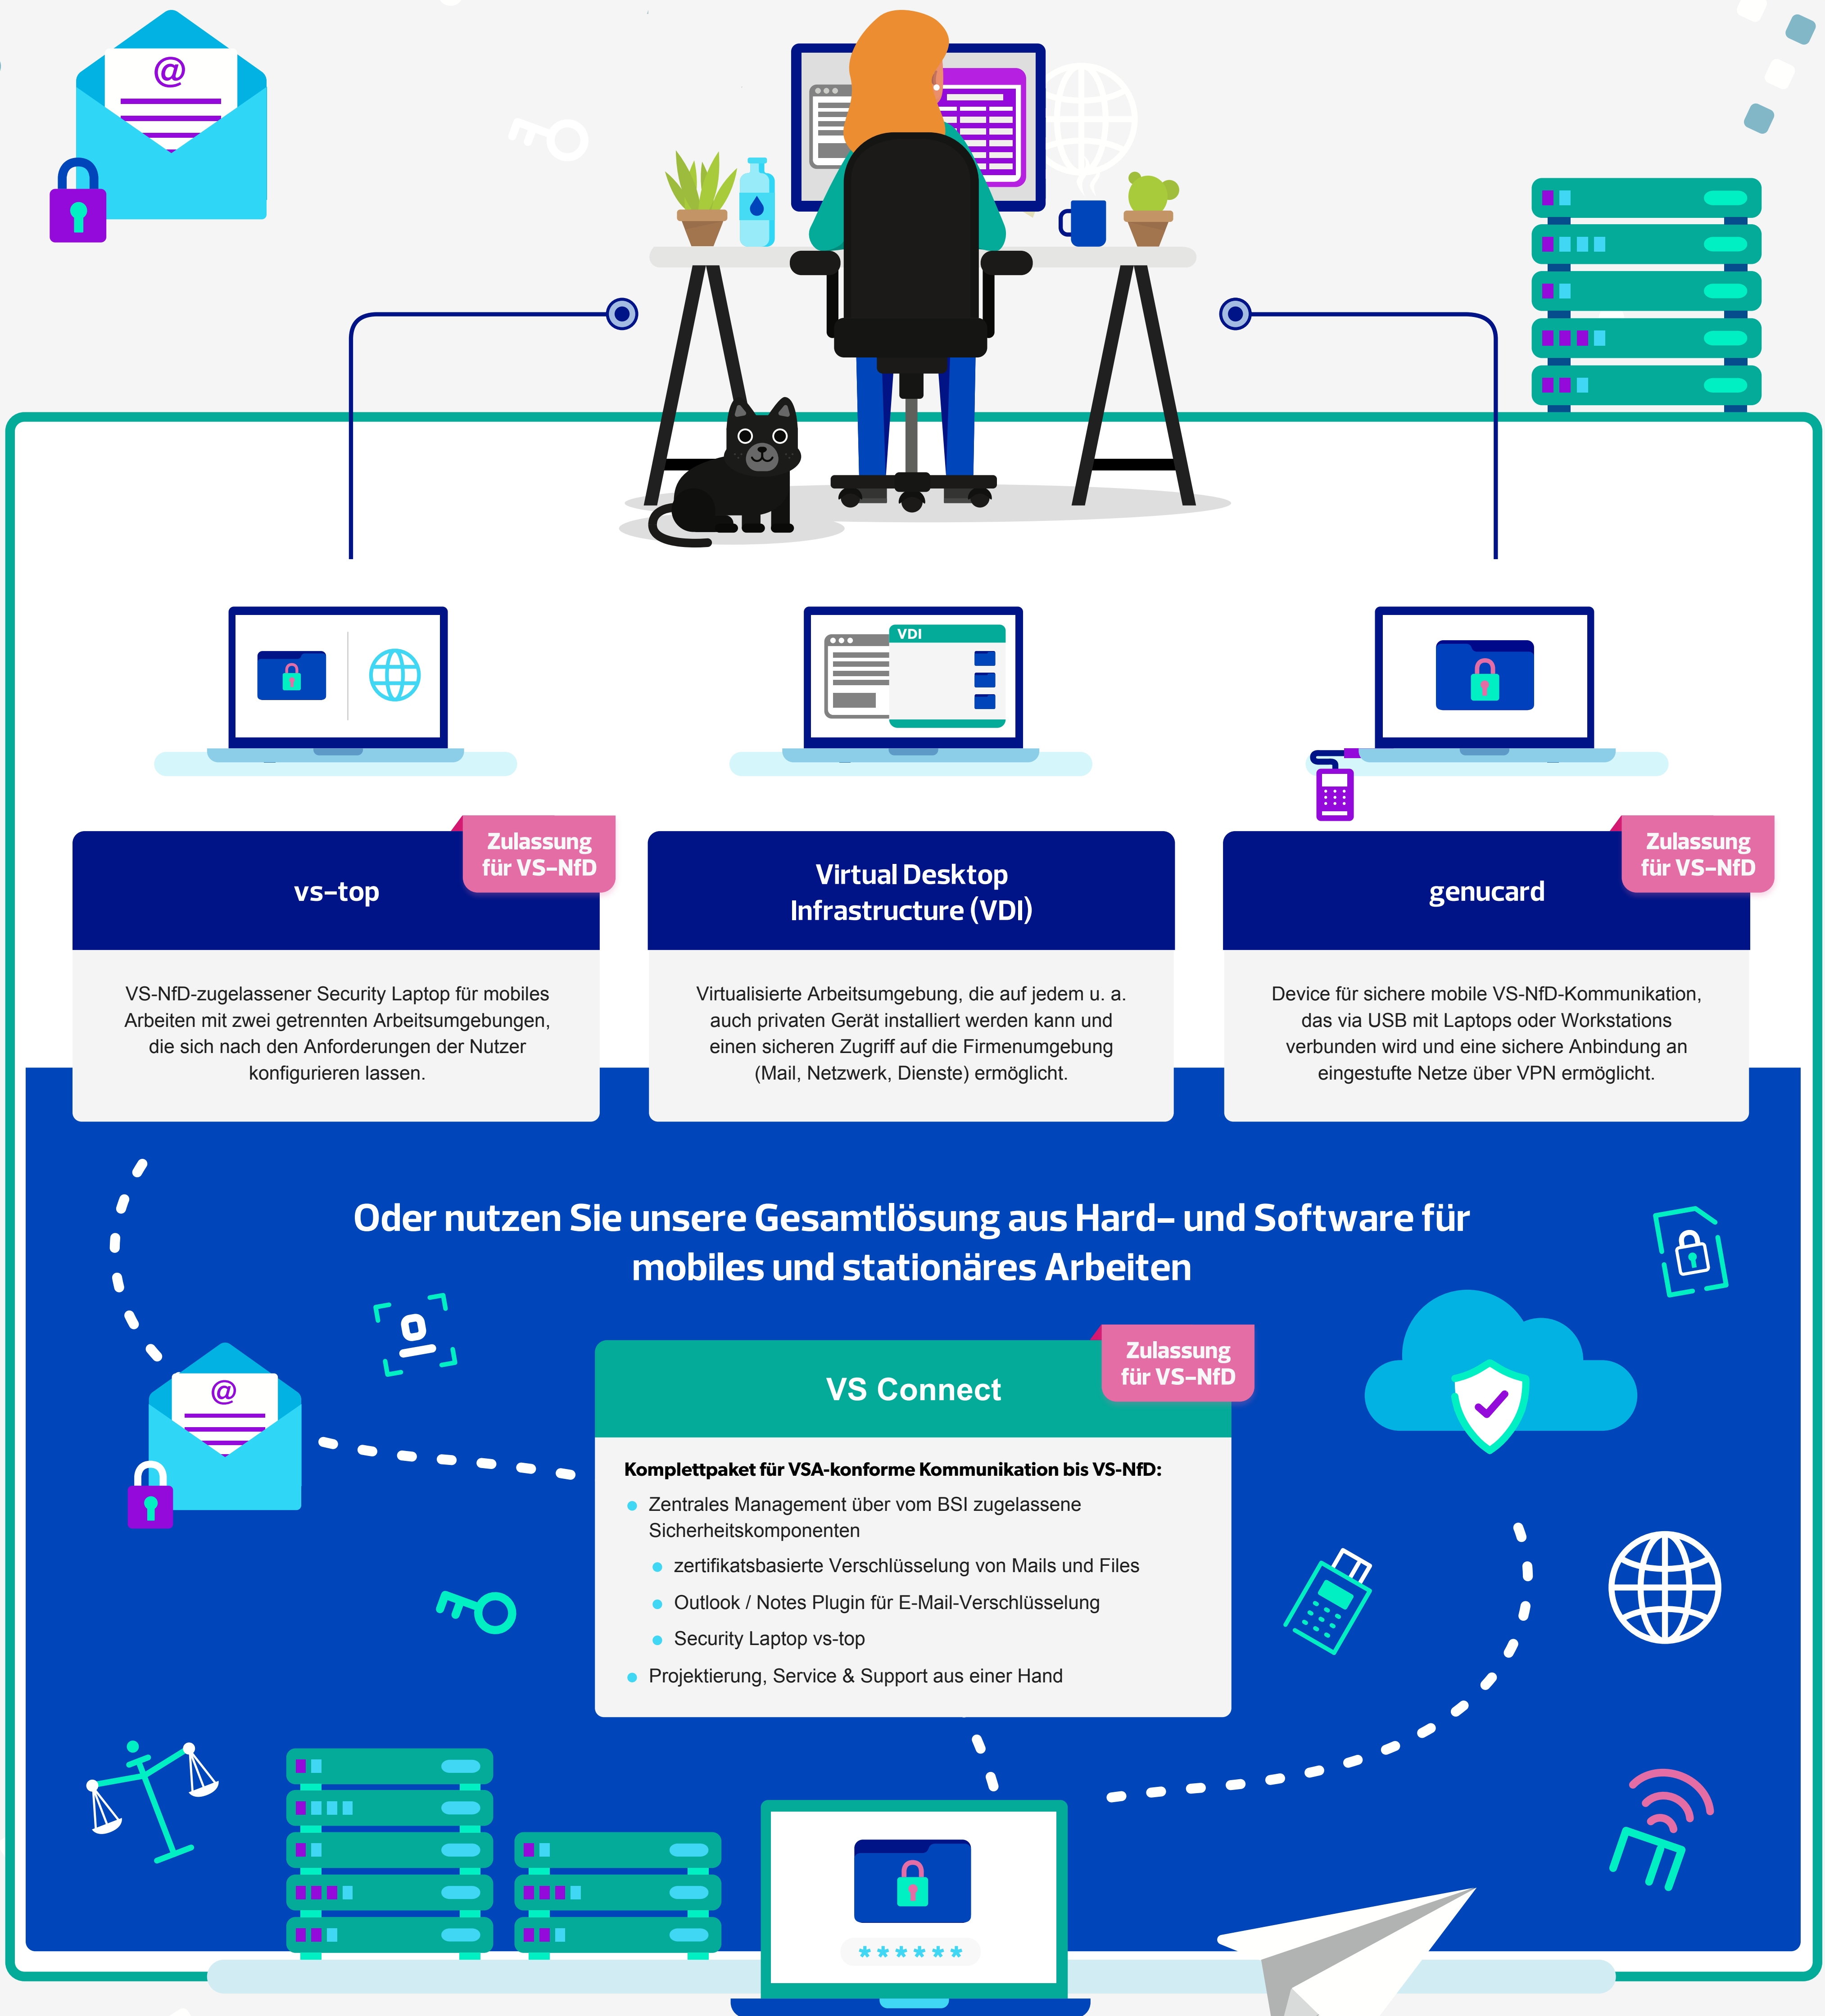 @
VDI
Zulassung
für VS-NfD
vs-top
VS-NfD-zugelassener Security Laptop für mobiles
Arbeiten mit zwei getrennten Arbeitsumgebungen,
die sich nach den Anforderungen der Nutzer
konfigurieren lassen.
Virtual Desktop
Infrastructure (VDI)
Virtualisierte Arbeitsumgebung, die auf jedem u. a.
auch privaten Gerät installiert werden kann und
einen sicheren Zugriff auf die Firmenumgebung
(Mail, Netzwerk, Dienste) ermöglicht.
Zulassung
für VS-NfD
genucard
Device für sichere mobile VS-NfD-Kommunikation,
das via USB mit Laptops oder Workstations
verbunden wird und eine sichere Anbindung an
eingestufte Netze über VPN ermöglicht.
Oder nutzen Sie unsere Gesamtlösung aus Hard- und Software für
mobiles und stationäres Arbeiten
@
Zulassung
für VS-NfD
VS Connect
Komplettpaket für VSA-konforme Kommunikation bis VS-NfD:
Zentrales Management über vom BSI zugelassene
Sicherheitskomponenten
zertifikatsbasierte Verschlüsselung von Mails und Files
Outlook / Notes Plugin für E-Mail-Verschlüsselung
Security Laptop vs-top
Projektierung, Service & Support aus einer Hand
******